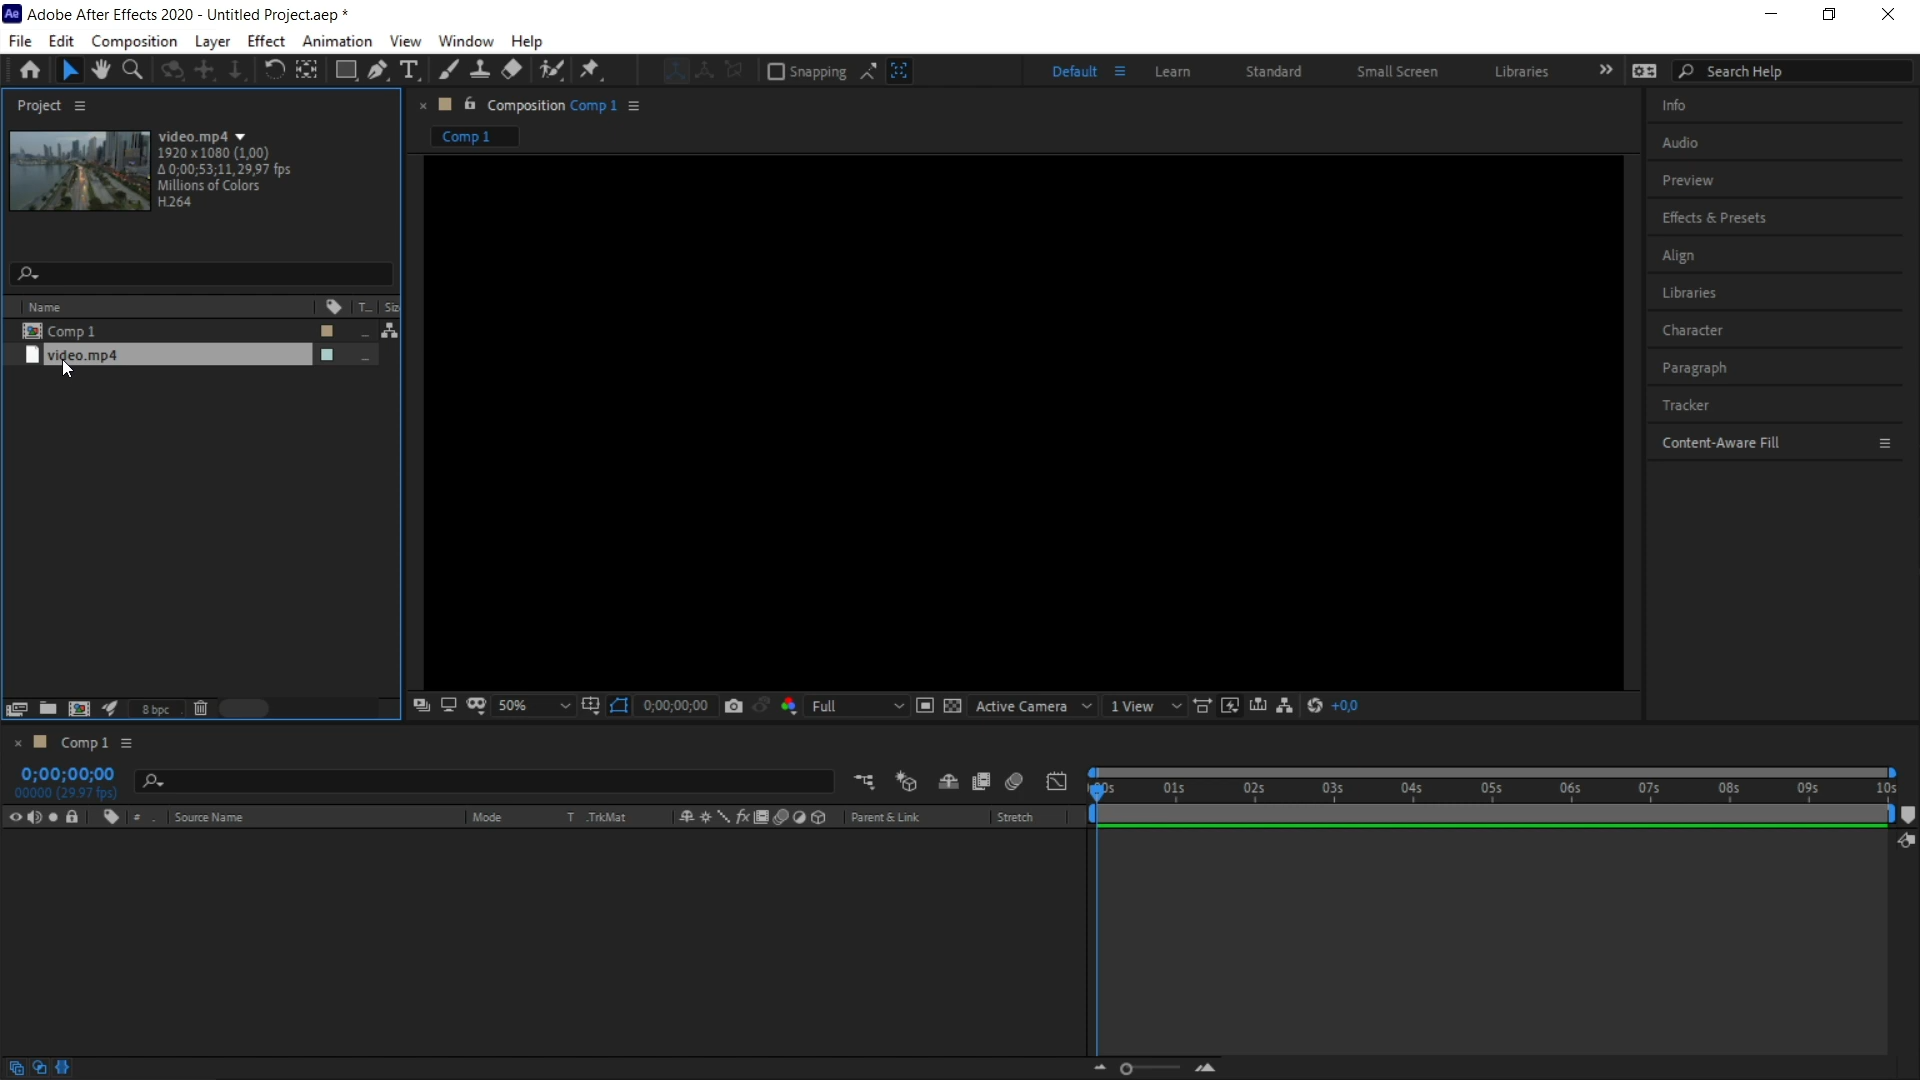 Ae Adobe After Effects 2020 - Untitled Project.aep *
File Edit Composition Layer Effect Animation View Window Help
Snapping Default Learn Standard Small Screen Libraries Search Help
Project
video.mp4
1920 x 1080 (1,00)
Δ 0;00;53;11, 29,97 fps
Millions of Colors
H.264
Name T... Siz
Comp 1
video.mp4
8 bpc
Composition Comp 1
Comp 1
50% 0;00;00;00 Full Active Camera 1 View +0,0
Info
Audio
Preview
Effects & Presets
Align
Libraries
Character
Paragraph
Tracker
Content-Aware Fill
Comp 1
0;00;00;00
00000 (29.97 fps)
01s 02s 03s 04s 05s 06s 07s 08s 09s 10s
# Source Name Mode T .TrkMat fx Parent & Link Stretch